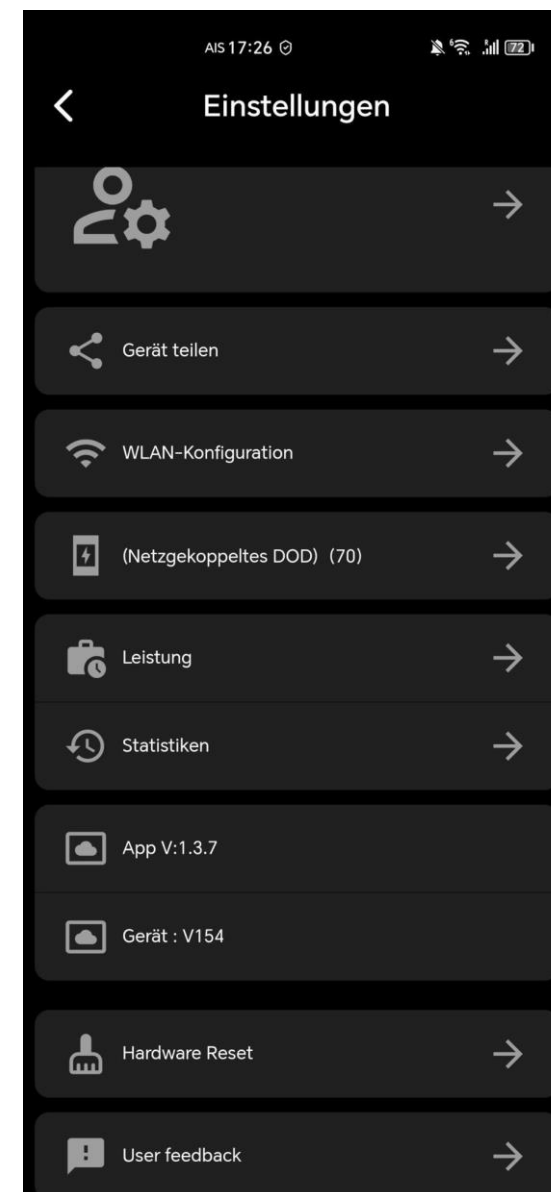 AIS 17:26
6
72
Einstellungen
Gerät teilen
WLAN-Konfiguration
(Netzgekoppeltes DOD) (70)
Leistung
Statistiken
App V:1.3.7
Gerät : V154
Hardware Reset
User feedback